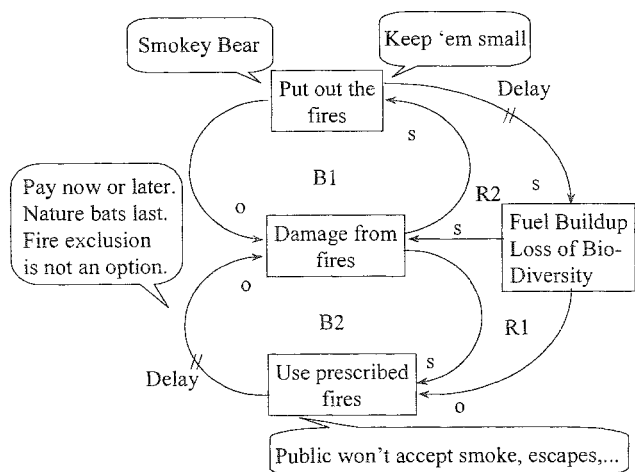 Smokey Bear
Keep 'em small
Put out the
fires
Delay
s
s
B1
R2
Pay now or later.
Nature bats last.
Fire exclusion
is not an option.
o
Damage from
fires
s
Fuel Buildup
Loss of Bio-
Diversity
o
B2
R1
Delay
s
o
Use prescribed
fires
Public won't accept smoke, escapes,...